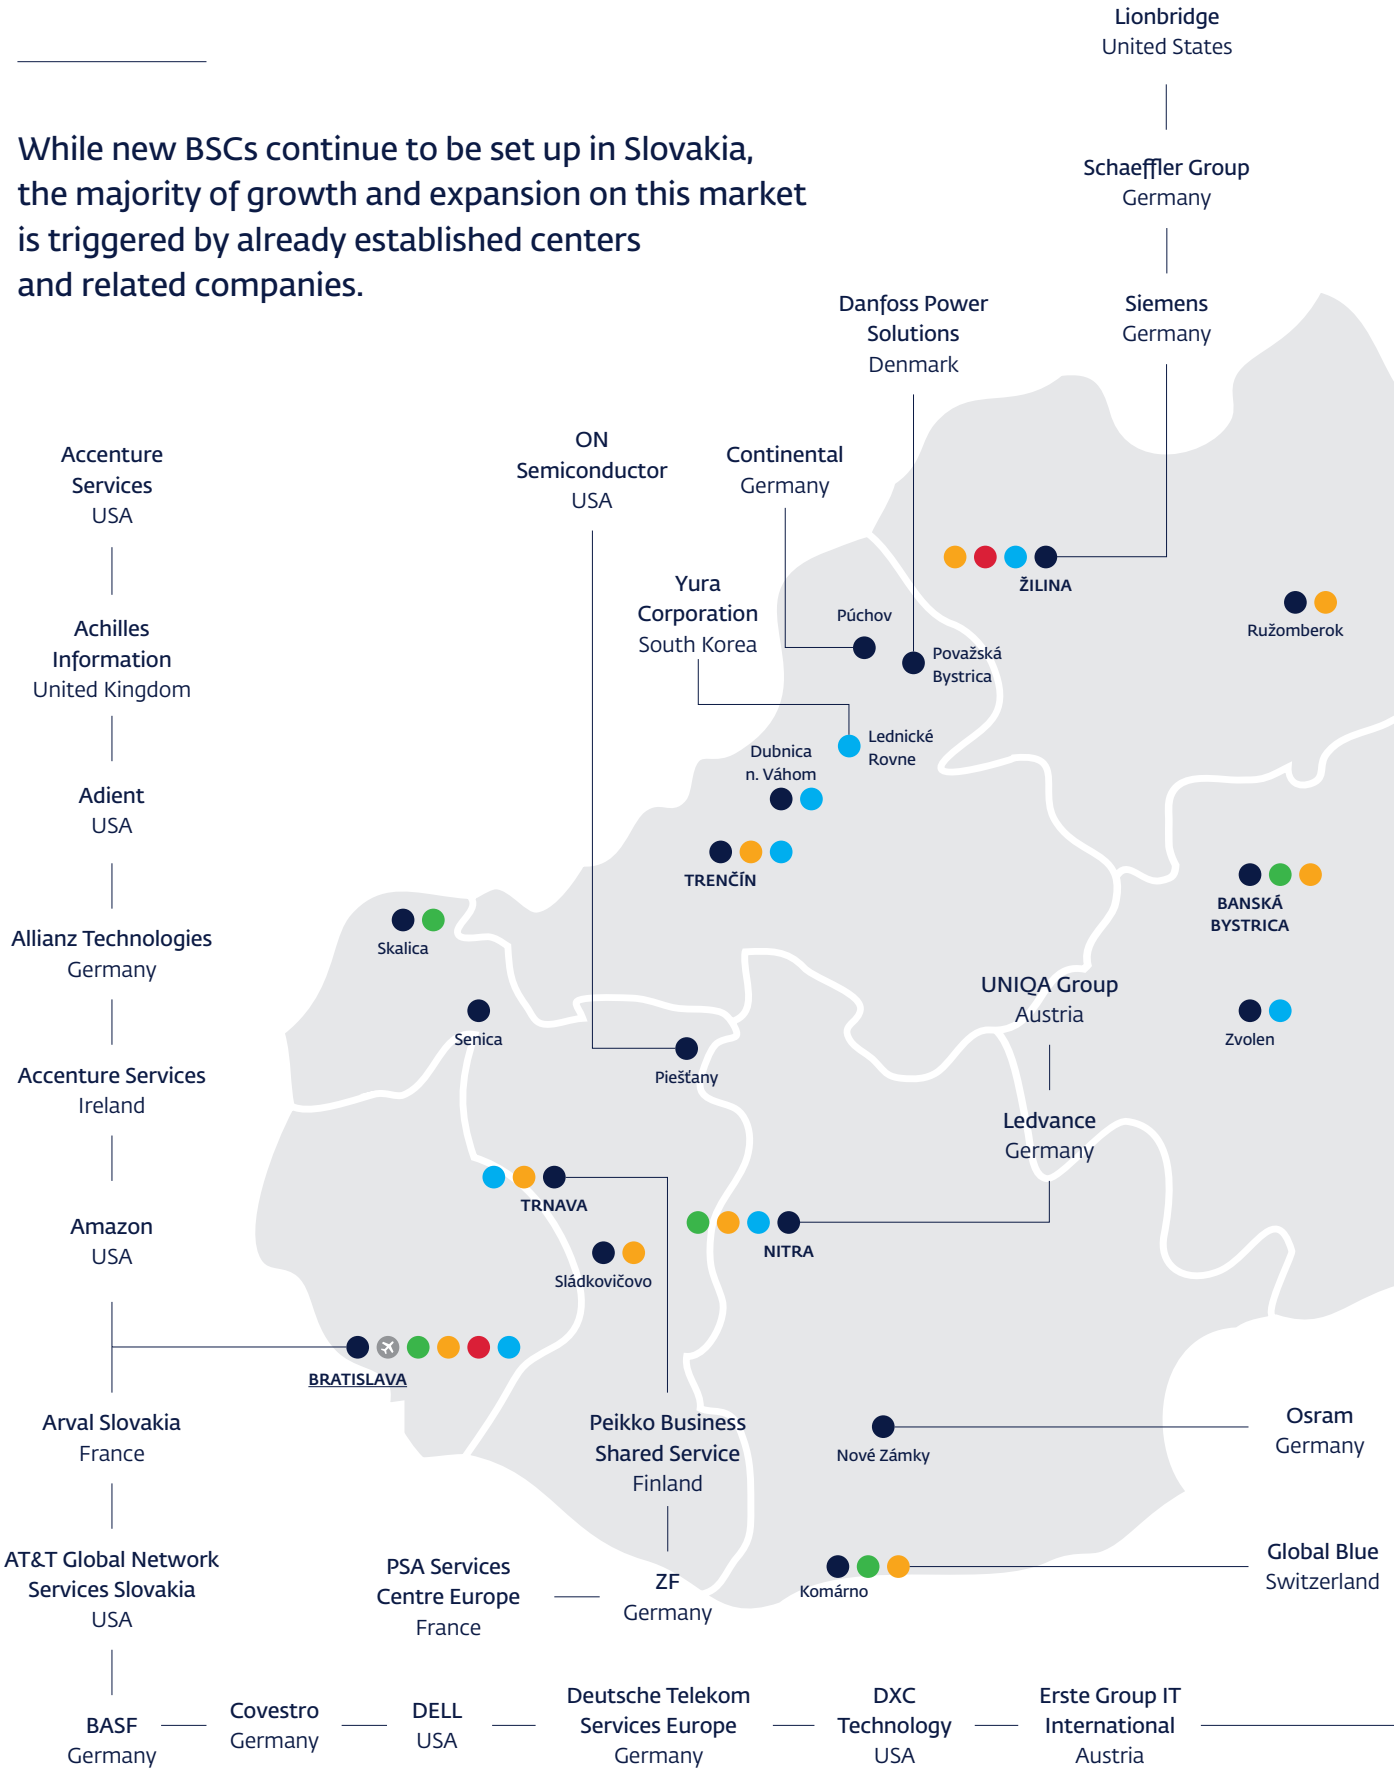 Lionbridge
United States
While new BSCs continue to be set up in Slovakia,
the majority of growth and expansion on this market
is triggered by already established centers
and related companies.
Schaeffler Group
Germany
Danfoss Power
Solutions
Denmark
Siemens
Germany
Accenture
Services
USA
ON
Semiconductor
USA
Continental
Germany
Yura
Corporation
South Korea
Púchov
Považská
Bystrica
ŽILINA
Ružomberok
Achilles
Information
United Kingdom
Lednické
Rovne
Dubnica
n. Váhom
Adient
USA
TRENČÍN
BANSKÁ
BYSTRICA
Allianz Technologies
Germany
Skalica
UNIQA Group
Austria
Senica
Zvolen
Piešťany
Accenture Services
Ireland
Ledvance
Germany
TRNAVA
Amazon
USA
NITRA
Sládkovičovo
BRATISLAVA
Arval Slovakia
France
Peikko Business
Shared Service
Finland
Nové Zámky
Osram
Germany
AT&T Global Network
Services Slovakia
USA
PSA Services
Centre Europe
France
ZF
Germany
Komárno
Global Blue
Switzerland
BASF
Germany
Covestro
Germany
DELL
USA
Deutsche Telekom
Services Europe
Germany
DXC
Technology
USA
Erste Group IT
International
Austria